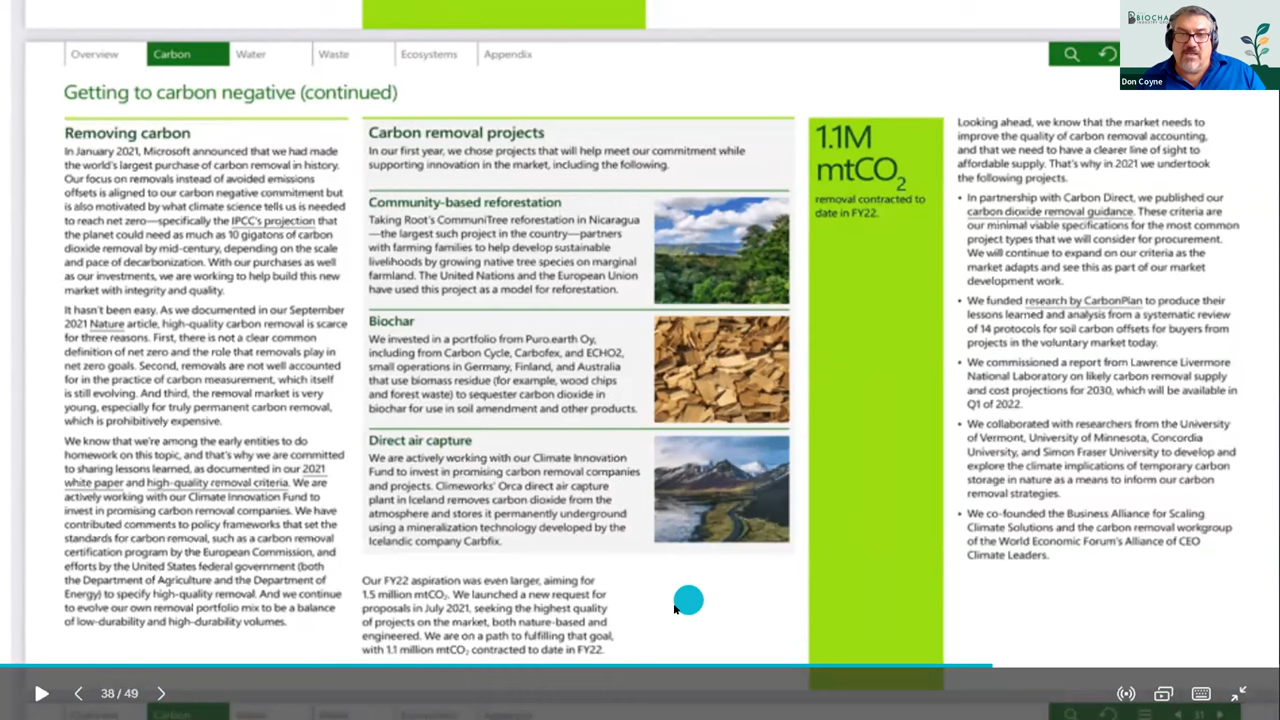 Overview
Carbon
Water
Waste
Ecosystems
Appendix
Don Coyne
Getting to carbon negative (continued)
Removing carbon
In January 2021, Microsoft announced that we had made
the world's largest purchase of carbon removal in history.
Our focus on removals instead of avoided emissions
offsets is aligned to our carbon negative commitment but
is also motivated by what climate science tells us is needed
to reach net zero—specifically the IPCC's projection that
the planet could need as much as 10 gigatons of carbon
dioxide removal by mid-century, depending on the scale
and pace of decarbonization. With our purchases as well
as our investments, we are working to help build this new
market with integrity and quality.
It hasn't been easy. As we documented in our September
2021 Nature article, high-quality carbon removal is scarce
for three reasons. First, there is not a clear common
definition of net zero and the role that removals play in
net zero goals. Second, removals are not well accounted
for in the practice of carbon measurement, which itself
is still evolving. And third, the removal market is very
young, especially for truly permanent carbon removal,
which is prohibitively expensive.
We know that we're among the early entities to do
homework on this topic, and that's why we are committed
to sharing lessons learned, as documented in our 2021
white paper and high-quality removal criteria. We are
actively working with our Climate Innovation Fund to
invest in promising carbon removal companies. We have
contributed comments to policy frameworks that set the
standards for carbon removal, such as a carbon removal
certification program by the European Commission, and
efforts by the United States federal government (both
the Department of Agriculture and the Department of
Energy) to specify high-quality removal. And we continue
to evolve our own removal portfolio mix to be a balance
of low-durability and high-durability volumes.
Carbon removal projects
In our first year, we chose projects that will help meet our commitment while
supporting innovation in the market, including the following.
Community-based reforestation
Taking Root's CommuniTree reforestation in Nicaragua
—the largest such project in the country—partners
with farming families to help develop sustainable
livelihoods by growing native tree species on marginal
farmland. The United Nations and the European Union
have used this project as a model for reforestation.
Biochar
We invested in a portfolio from Puro.earth Oy,
including from Carbon Cycle, Carbofex, and ECHO2,
small operations in Germany, Finland, and Australia
that use biomass residue (for example, wood chips
and forest waste) to sequester carbon dioxide in
biochar for use in soil amendment and other products.
Direct air capture
We are actively working with our Climate Innovation
Fund to invest in promising carbon removal companies
and projects. Climeworks' Orca direct air capture
plant in Iceland removes carbon dioxide from the
atmosphere and stores it permanently underground
using a mineralization technology developed by the
Icelandic company Carbfix.
Our FY22 aspiration was even larger, aiming for
1.5 million mtCO2. We launched a new request for
proposals in July 2021, seeking the highest quality
of projects on the market, both nature-based and
engineered. We are on a path to fulfilling that goal,
with 1.1 million mtCO2 contracted to date in FY22.
1.1M
mtCO2
removal contracted to
date in FY22.
Looking ahead, we know that the market needs to
improve the quality of carbon removal accounting,
and that we need to have a clearer line of sight to
affordable supply. That's why in 2021 we undertook
the following projects.
• In partnership with Carbon Direct, we published our
carbon dioxide removal guidance. These criteria are
our minimal viable specifications for the most common
project types that we will consider for procurement.
We will continue to expand on our criteria as the
market adapts and see this as part of our market
development work.
• We funded research by CarbonPlan to produce their
lessons learned and analysis from a systematic review
of 14 protocols for soil carbon offsets for buyers from
projects in the voluntary market today.
• We commissioned a report from Lawrence Livermore
National Laboratory on likely carbon removal supply
and cost projections for 2030, which will be available in
Q1 of 2022.
• We collaborated with researchers from the University
of Vermont, University of Minnesota, Concordia
University, and Simon Fraser University to develop and
explore the climate implications of temporary carbon
storage in nature as a means to inform our carbon
removal strategies.
• We co-founded the Business Alliance for Scaling
Climate Solutions and the carbon removal workgroup
of the World Economic Forum's Alliance of CEO
Climate Leaders.
38 / 49